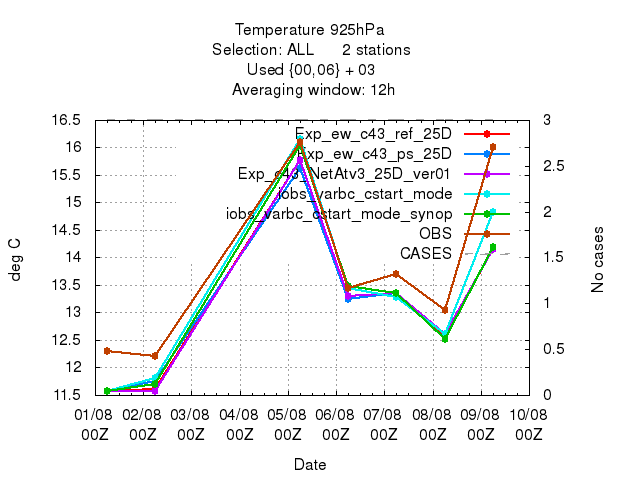 Temperature 925hPa
Selection: ALL 2 stations
Used {00,06} + 03
Averaging window: 12h
16.5
16
15.5
15
14.5
14
13.5
13
12.5
12
11.5
3
2.5
2
1.5
1
0.5
0
deg C
No cases
Exp_ew_c43_ref_25D
Exp_ew_c43_ps_25D
Exp_c43_NetAtv3_25D_ver01
iobs_varbc_cstart_mode
iobs_varbc_cstart_mode_synop
OBS
CASES
01/08 02/08 03/08 04/08 05/08 06/08 07/08 08/08 09/08 10/08
00Z 00Z 00Z 00Z 00Z 00Z 00Z 00Z 00Z 00Z
Date